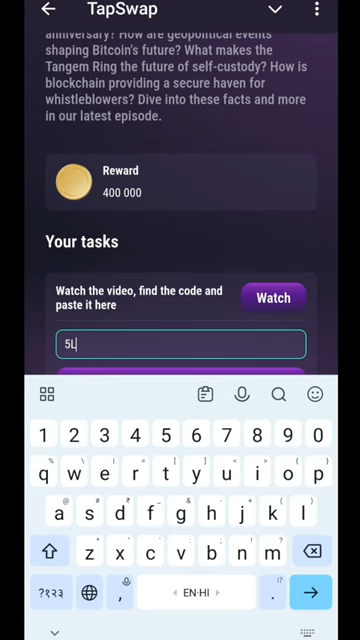 TapSwap
anniversary? How are geopolitical events
shaping Bitcoin's future? What makes the
Tangem Ring the future of self-custody? How is
blockchain providing a secure haven for
whistleblowers? Dive into these facts and more
in our latest episode.
Reward
400 000
Your tasks
Watch the video, find the code and
paste it here
Watch
5L
1 2 3 4 5 6 7 8 9 0
% ^ ~ | [ ] < > { }
q w e r t y u i o p
@ # ₹ _ & - + ( )
a s d f g h j k l
* " ' : ; ! ?
z x c v b n m
?१२३ , EN·HI . !?